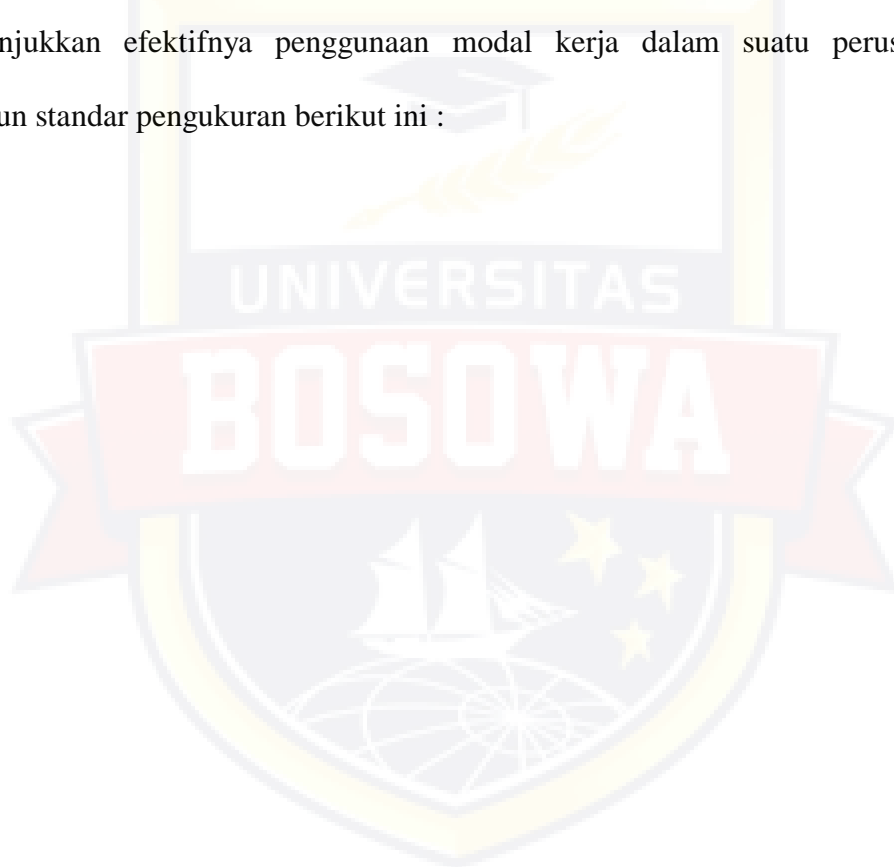 njukkan efektifnya penggunaan modal kerja dalam suatu perus
un standar pengukuran berikut ini :
UNIVERSITAS
BOSOWA